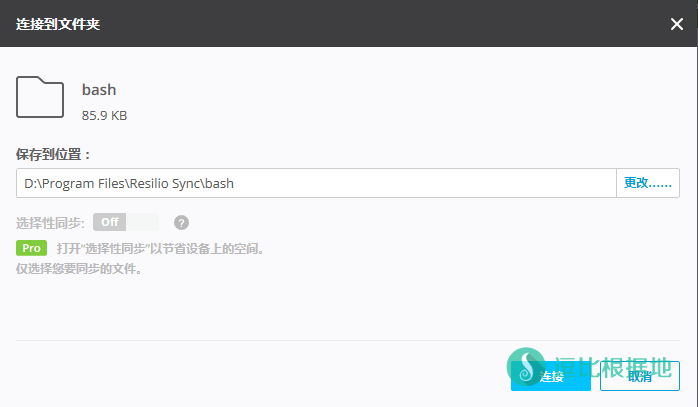 连接到文件夹
bash
85.9 KB
保存到位置：
D:\Program Files\Resilio Sync\bash
更改......
选择性同步: Off ?
Pro 打开“选择性同步”以节省设备上的空间。
仅选择您要同步的文件。
逗比根据地
连接 取消